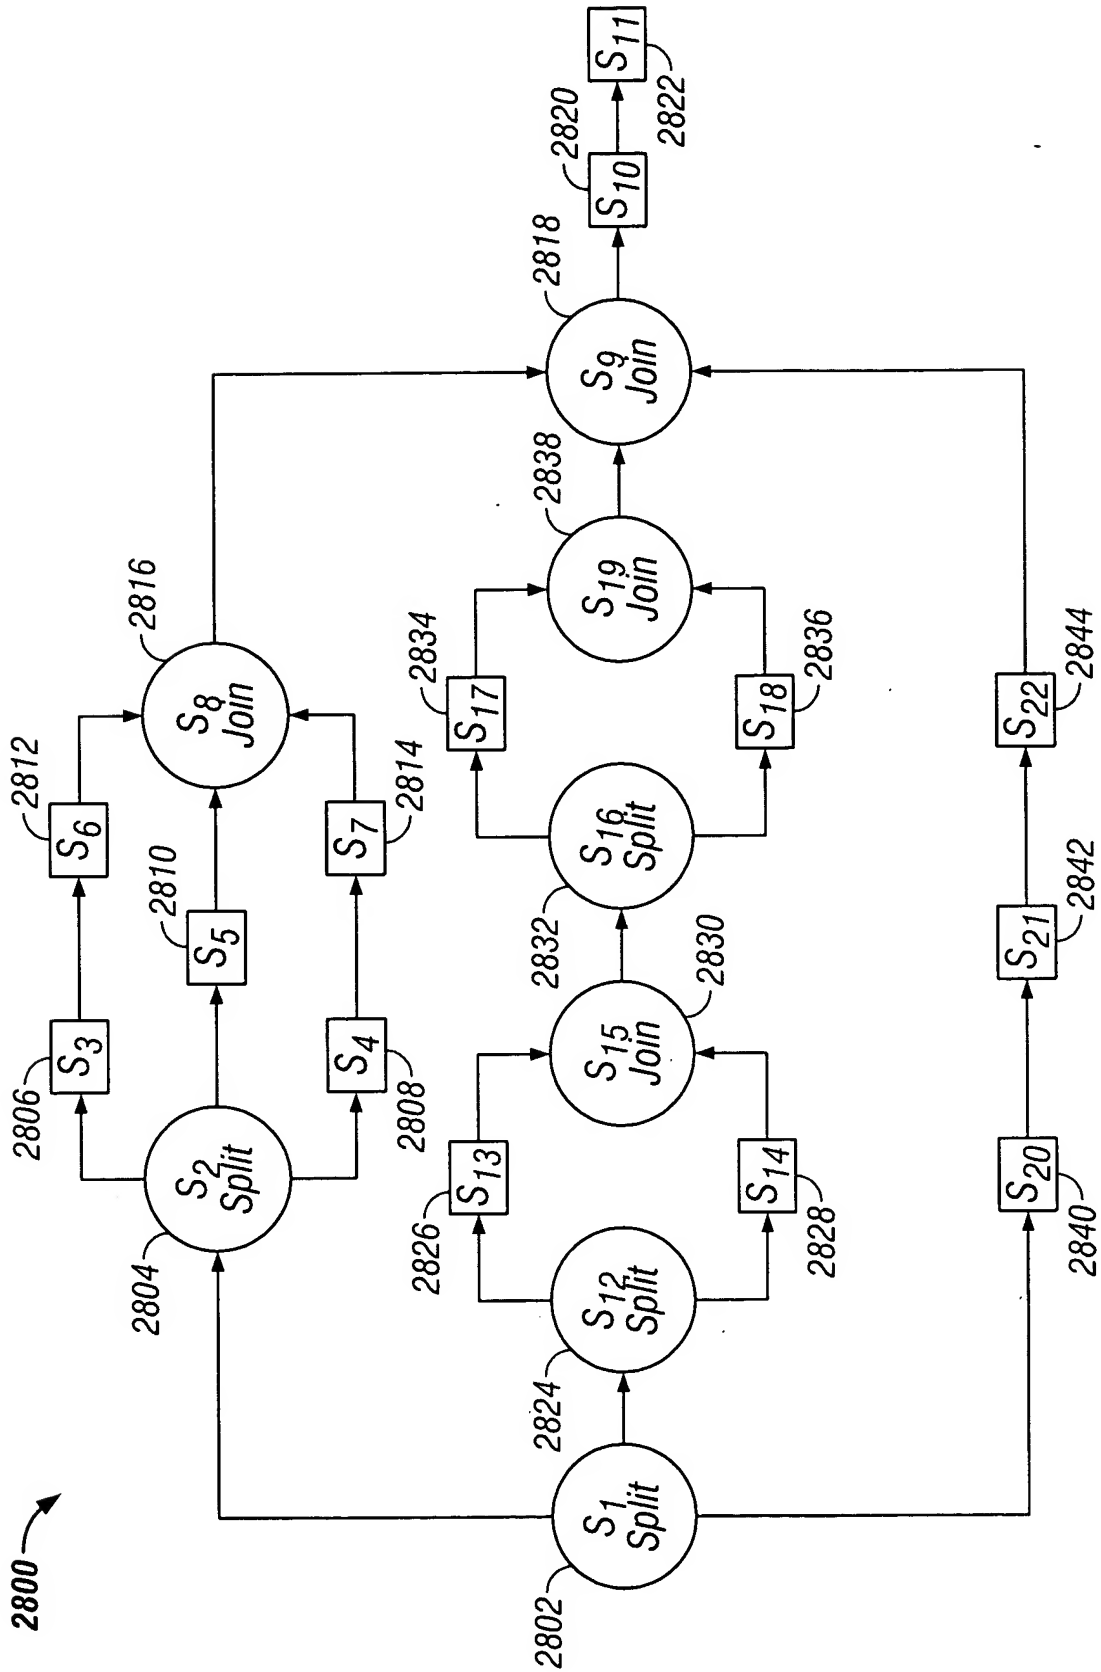 2800
2802
S1
Split
2804
S2
Split
2806
S3
2808
S4
2810
S5
2812
S6
2814
S7
2816
S8
Join
2818
S9
Join
2820
S10
2822
S11
2824
S12
Split
2826
S13
2828
S14
2830
S15
Join
2832
S16
Split
2834
S17
2836
S18
2838
S19
Join
2840
S20
2842
S21
2844
S22